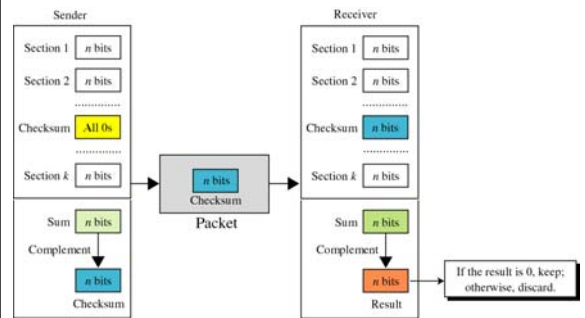 Sender
Section 1 n bits
Section 2 n bits
....................
Checksum All 0s
....................
Section k n bits
Sum n bits
Complement
n bits
Checksum
n bits
Checksum
Packet
Receiver
Section 1 n bits
Section 2 n bits
....................
Checksum n bits
....................
Section k n bits
Sum n bits
Complement
n bits
Result
If the result is 0, keep;
otherwise, discard.